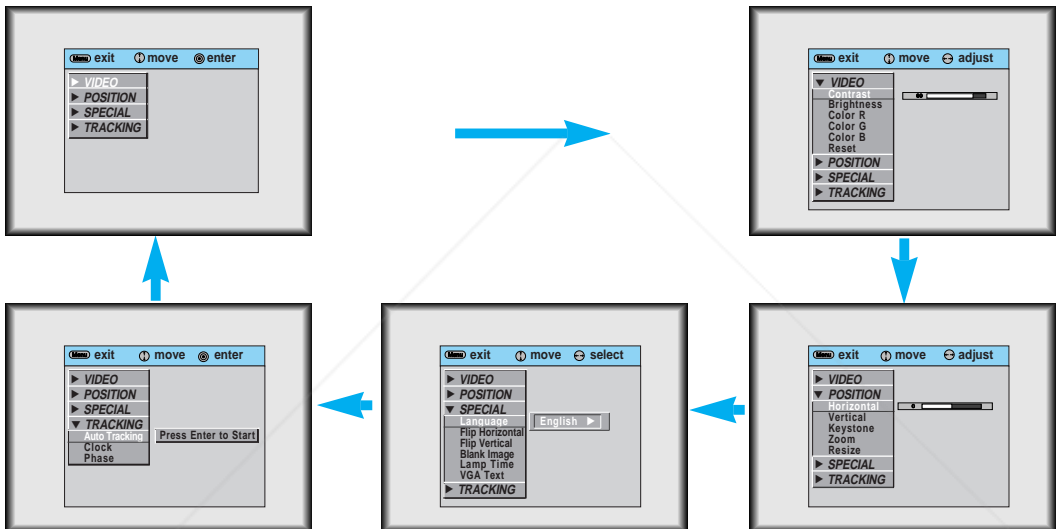 Menu exit move enter
VIDEO
POSITION
SPECIAL
TRACKING
Menu exit move adjust
VIDEO
Contrast
Brightness
Color R
Color G
Color B
Reset
POSITION
SPECIAL
TRACKING
Menu exit move enter
VIDEO
POSITION
SPECIAL
TRACKING
Auto Tracking Press Enter to Start
Clock
Phase
Menu exit move select
VIDEO
POSITION
SPECIAL
Language English
Flip Horizontal
Flip Vertical
Blank Image
Lamp Time
VGA Text
TRACKING
Menu exit move adjust
VIDEO
POSITION
Horizontal
Vertical
Keystone
Zoom
Resize
SPECIAL
TRACKING